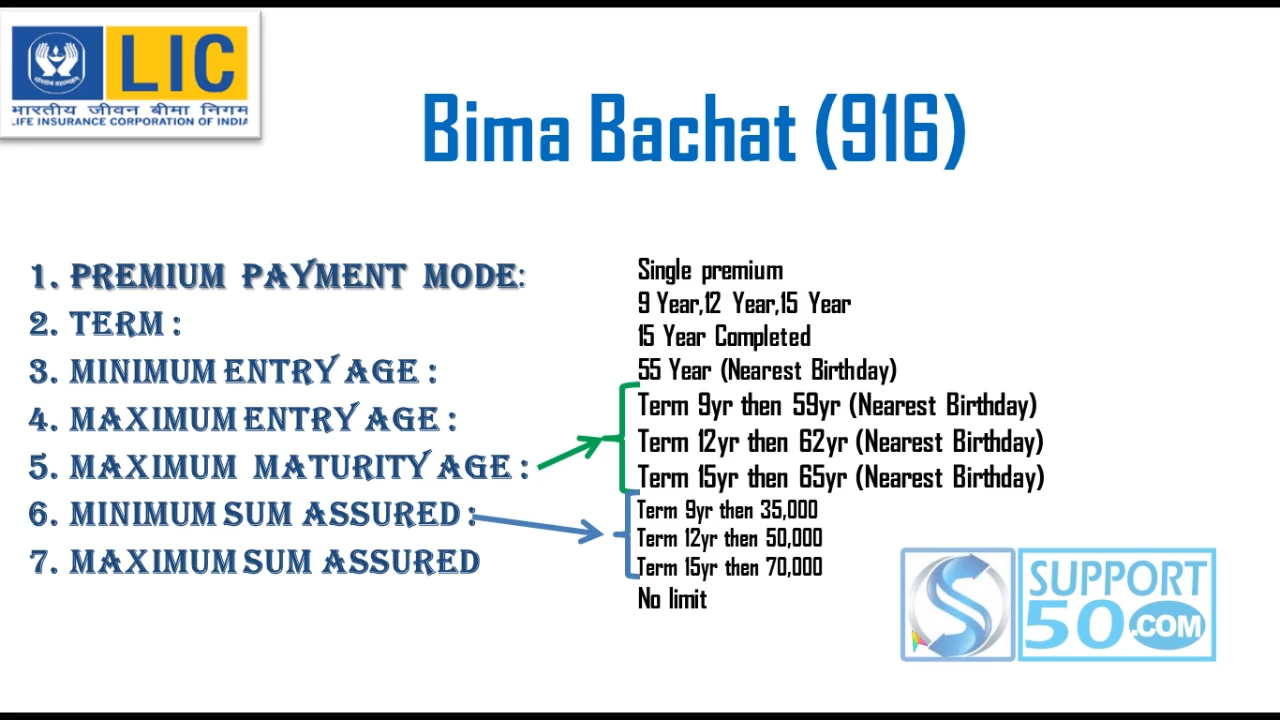 LIC
भारतीय जीवन बीमा निगम
LIFE INSURANCE CORPORATION OF INDIA
Bima Bachat (916)
1. PREMIUM PAYMENT MODE:
2. TERM :
3. MINIMUM ENTRY AGE :
4. MAXIMUM ENTRY AGE :
5. MAXIMUM MATURITY AGE :
6. MINIMUM SUM ASSURED :
7. MAXIMUM SUM ASSURED
Single premium
9 Year,12 Year,15 Year
15 Year Completed
55 Year (Nearest Birthday)
Term 9yr then 59yr (Nearest Birthday)
Term 12yr then 62yr (Nearest Birthday)
Term 15yr then 65yr (Nearest Birthday)
Term 9yr then 35,000
Term 12yr then 50,000
Term 15yr then 70,000
No limit
S
SUPPORT
50.COM